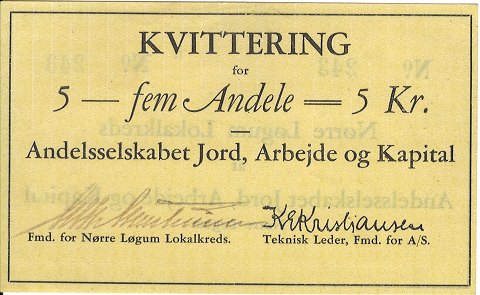 KVITTERING
for
5 — fem Andele = 5 Kr.
Andelsselskabet Jord, Arbejde og Kapital
K E Kristiansen
Fmd. for Nørre Løgum Lokalkreds. Teknisk Leder, Fmd. for A/S.